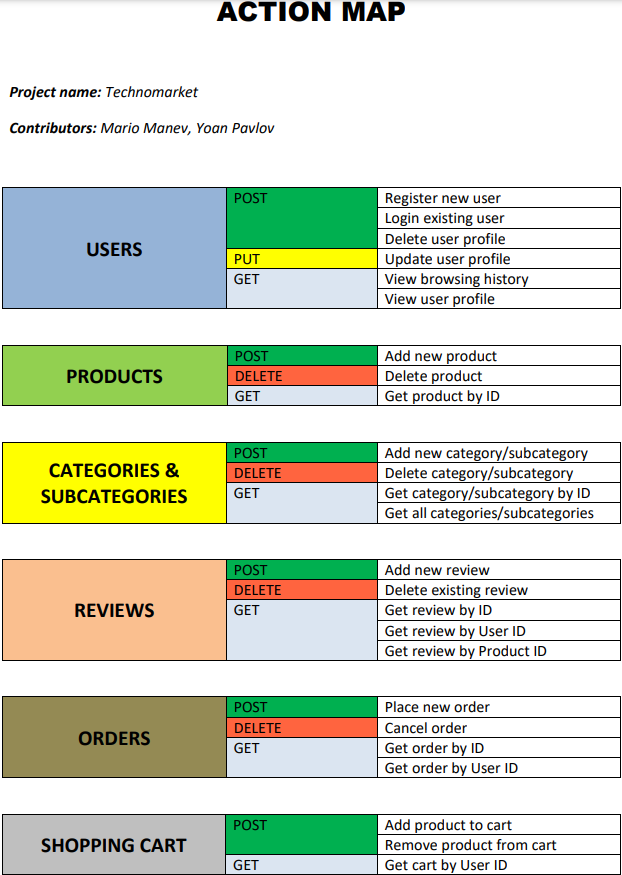 ACTION MAP
Project name: Technomarket
Contributors: Mario Manev, Yoan Pavlov
USERS
POST
Register new user
Login existing user
Delete user profile
PUT
Update user profile
GET
View browsing history
View user profile
PRODUCTS
POST
Add new product
DELETE
Delete product
GET
Get product by ID
CATEGORIES &
SUBCATEGORIES
POST
Add new category/subcategory
DELETE
Delete category/subcategory
GET
Get category/subcategory by ID
Get all categories/subcategories
REVIEWS
POST
Add new review
DELETE
Delete existing review
GET
Get review by ID
Get review by User ID
Get review by Product ID
ORDERS
POST
Place new order
DELETE
Cancel order
GET
Get order by ID
Get order by User ID
SHOPPING CART
POST
Add product to cart
Remove product from cart
GET
Get cart by User ID